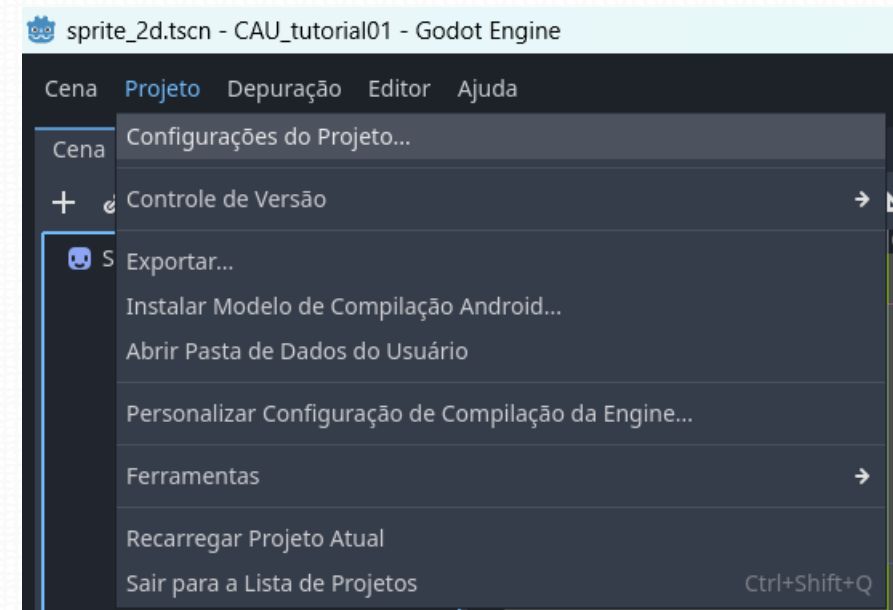 sprite_2d.tscn - CAU_tutorial01 - Godot Engine
Cena Projeto Depuração Editor Ajuda
Cena
Configurações do Projeto...
Controle de Versão
S
Exportar...
Instalar Modelo de Compilação Android...
Abrir Pasta de Dados do Usuário
Personalizar Configuração de Compilação da Engine...
Ferramentas
Recarregar Projeto Atual
Sair para a Lista de Projetos Ctrl+Shift+Q